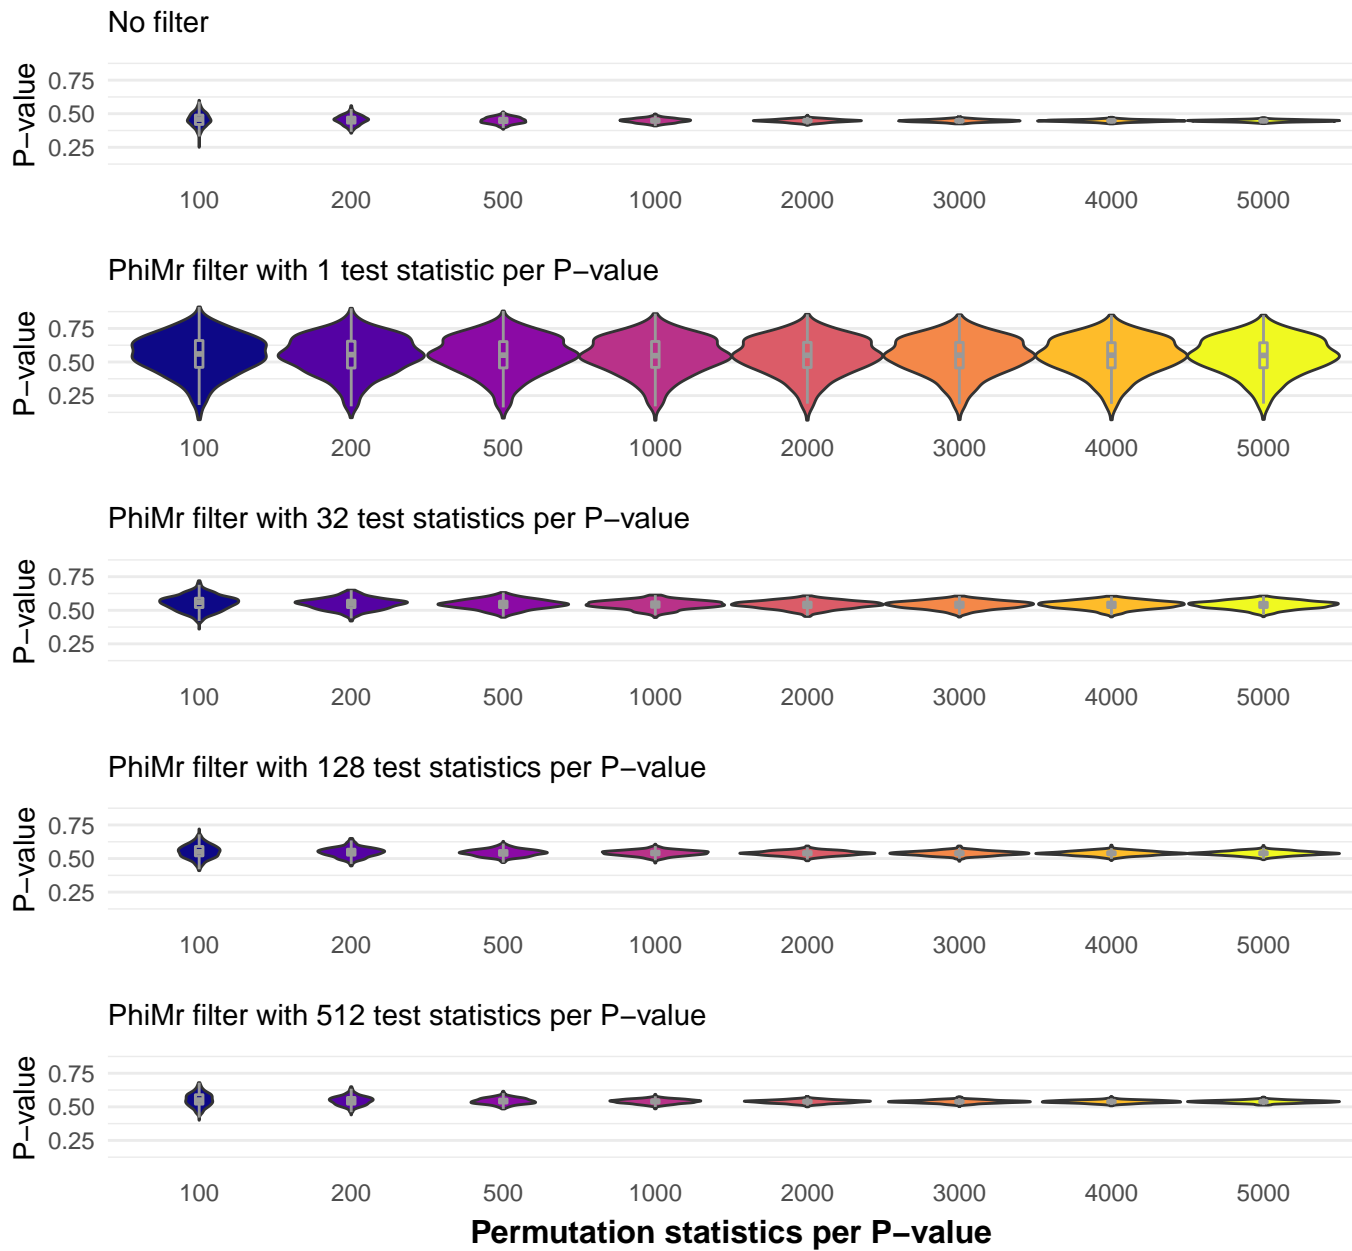 No filter
P−value
0.75
0.50
0.25
100 200 500 1000 2000 3000 4000 5000
PhiMr filter with 1 test statistic per P−value
P−value
0.75
0.50
0.25
100 200 500 1000 2000 3000 4000 5000
PhiMr filter with 32 test statistics per P−value
P−value
0.75
0.50
0.25
100 200 500 1000 2000 3000 4000 5000
PhiMr filter with 128 test statistics per P−value
P−value
0.75
0.50
0.25
100 200 500 1000 2000 3000 4000 5000
PhiMr filter with 512 test statistics per P−value
P−value
0.75
0.50
0.25
100 200 500 1000 2000 3000 4000 5000
Permutation statistics per P−value